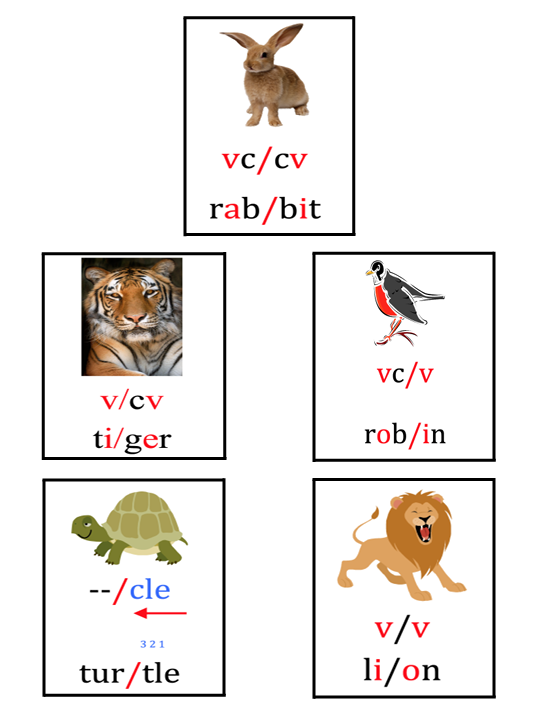 vc/cv
rab/bit
v/cv
ti/ger
vc/v
rob/in
--/cle
3 2 1
tur/tle
v/v
li/on